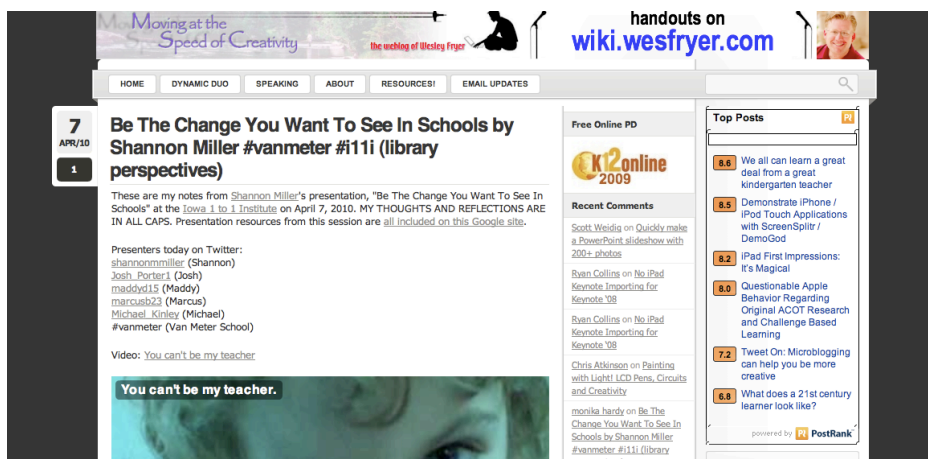 Moving at the
Speed of Creativity
the weblog of Wesley Fryer
handouts on
wiki.wesfryer.com
HOME
DYNAMIC DUO
SPEAKING
ABOUT
RESOURCES!
EMAIL UPDATES
7
APR/10
1
Be The Change You Want To See In Schools by
Shannon Miller #vanmeter #i11i (library
perspectives)
These are my notes from Shannon Miller's presentation, "Be The Change You Want To See In
Schools" at the Iowa 1 to 1 Institute on April 7, 2010. MY THOUGHTS AND REFLECTIONS ARE
IN ALL CAPS. Presentation resources from this session are all included on this Google site.
Presenters today on Twitter:
shannonmmiller (Shannon)
Josh_Porter1 (Josh)
maddyd15 (Maddy)
marcusb23 (Marcus)
Michael_Kinley (Michael)
#vanmeter (Van Meter School)
Video: You can't be my teacher
You can't be my teacher.
Free Online PD
K12online
2009
Recent Comments
Scott Weidig on Quickly make
a PowerPoint slideshow with
200+ photos
Ryan Collins on No iPad
Keynote Importing for
Keynote '08
Ryan Collins on No iPad
Keynote Importing for
Keynote '08
Chris Atkinson on Painting
with Light! LCD Pens, Circuits
and Creativity
monika hardy on Be The
Change You Want To See In
Schools by Shannon Miller
#vanmeter #i11i (library
Top Posts
8.6 We all can learn a great
deal from a great
kindergarten teacher
8.5 Demonstrate iPhone /
iPod Touch Applications
with ScreenSplitr /
DemoGod
8.2 iPad First Impressions:
It's Magical
8.0 Questionable Apple
Behavior Regarding
Original ACOT Research
and Challenge Based
Learning
7.2 Tweet On: Microblogging
can help you be more
creative
6.8 What does a 21st century
learner look like?
powered by PostRank